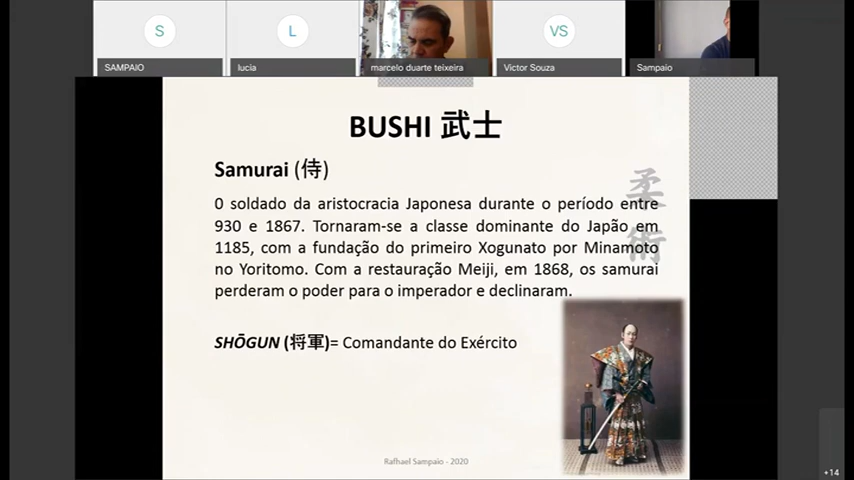 S
L
VS
SAMPAIO
lucia
marcelo duarte teixeira
Victor Souza
Sampaio
BUSHI 武士
Samurai (侍)
O soldado da aristocracia Japonesa durante o período entre
930 e 1867. Tornaram-se a classe dominante do Japão em
1185, com a fundação do primeiro Xogunato por Minamoto
no Yoritomo. Com a restauração Meiji, em 1868, os samurai
perderam o poder para o imperador e declinaram.
柔術
SHŌGUN (将軍)= Comandante do Exército
Rafhael Sampaio - 2020
+14